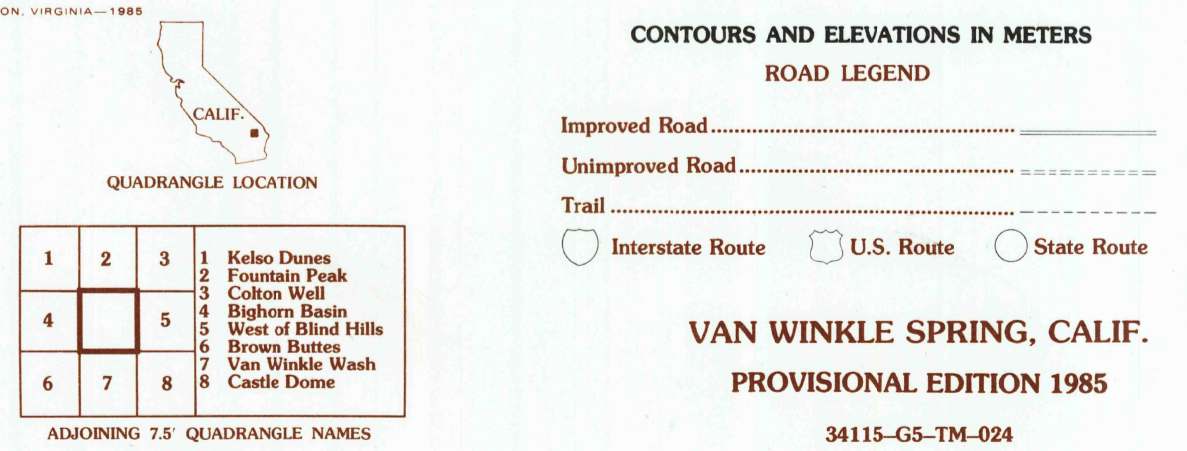 ON, VIRGINIA—1985
CALIF.
QUADRANGLE LOCATION
1 2 3
4 5
6 7 8
1 Kelso Dunes
2 Fountain Peak
3 Colton Well
4 Bighorn Basin
5 West of Blind Hills
6 Brown Buttes
7 Van Winkle Wash
8 Castle Dome
ADJOINING 7.5′ QUADRANGLE NAMES
CONTOURS AND ELEVATIONS IN METERS
ROAD LEGEND
Improved Road
Unimproved Road
Trail
Interstate Route U.S. Route State Route
VAN WINKLE SPRING, CALIF.
PROVISIONAL EDITION 1985
34115–G5–TM–024